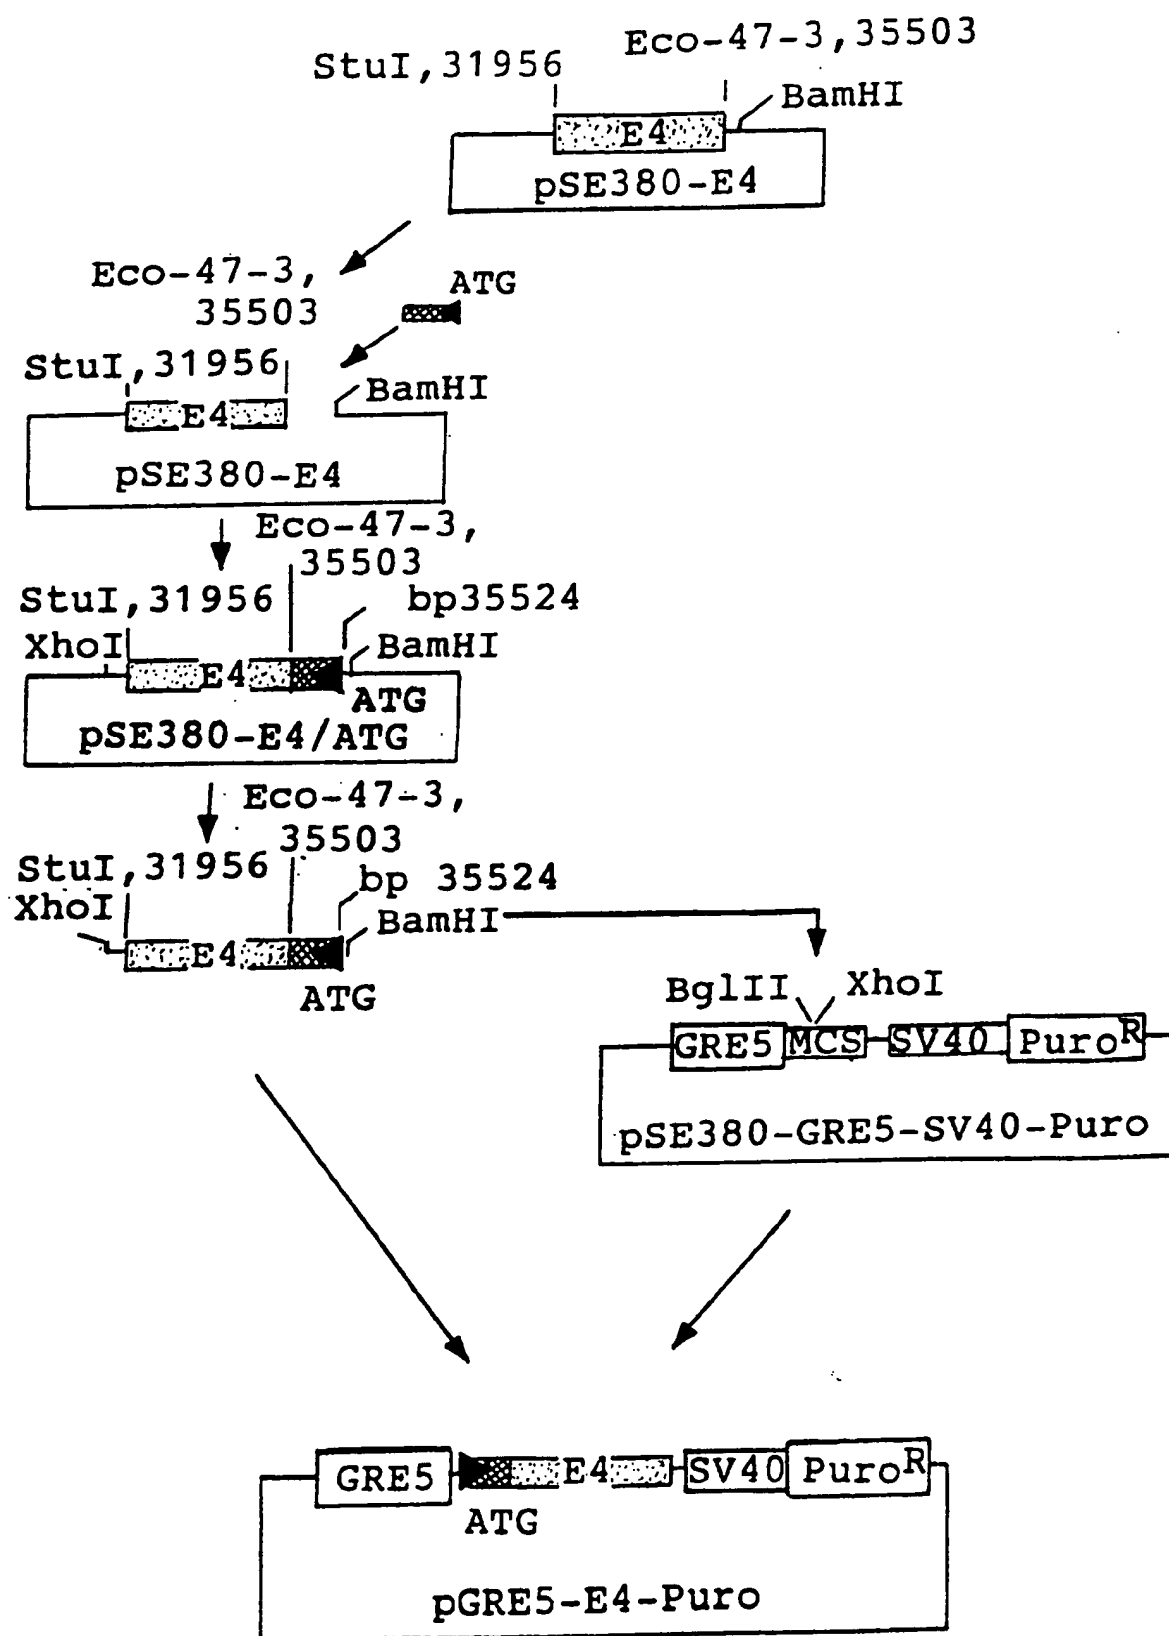 StuI,31956
Eco-47-3,35503
BamHI
E4
pSE380-E4
Eco-47-3,
35503
ATG
StuI,31956
BamHI
E4
pSE380-E4
Eco-47-3,
35503
StuI,31956
bp35524
XhoI
BamHI
E4
ATG
pSE380-E4/ATG
Eco-47-3,
35503
StuI,31956
bp 35524
XhoI
BamHI
E4
ATG
BglII
XhoI
GRE5
MCS
SV40
PuroR
pSE380-GRE5-SV40-Puro
GRE5
E4
SV40
PuroR
ATG
pGRE5-E4-Puro